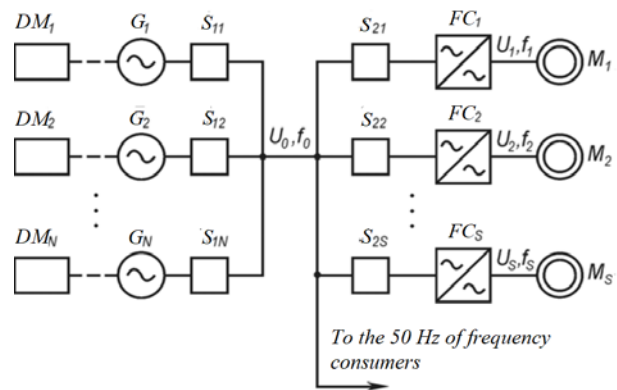 DM1 G1 S11 S21 FC1
U1,f1 M1
DM2 G2 S12 S22 FC2
U0,f0 U2,f2 M2
DMN GN S1N S2S FCS
US,fS MS
To the 50 Hz of frequency
consumers